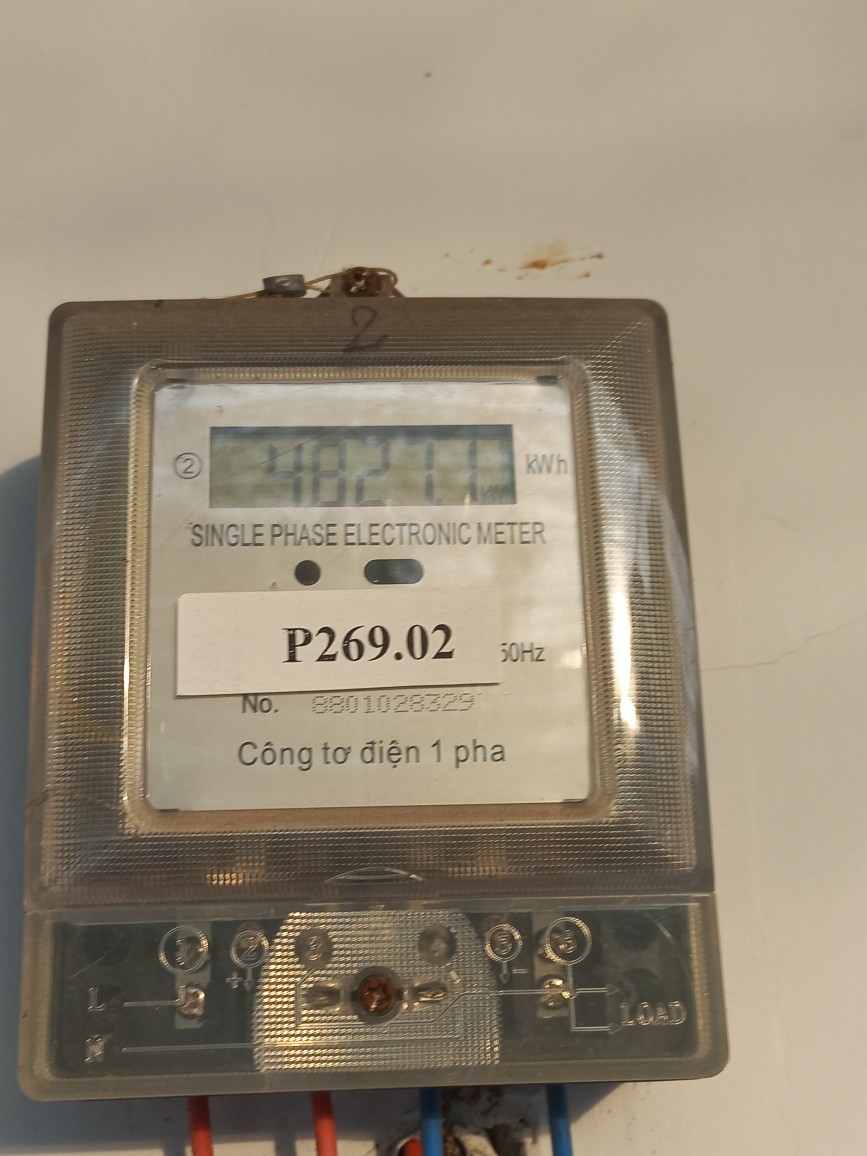 2
② 4821.1 kWh
SINGLE PHASE ELECTRONIC METER
P269.02
50Hz
No. 8801028329
Công tơ điện 1 pha
L
N
LOAD